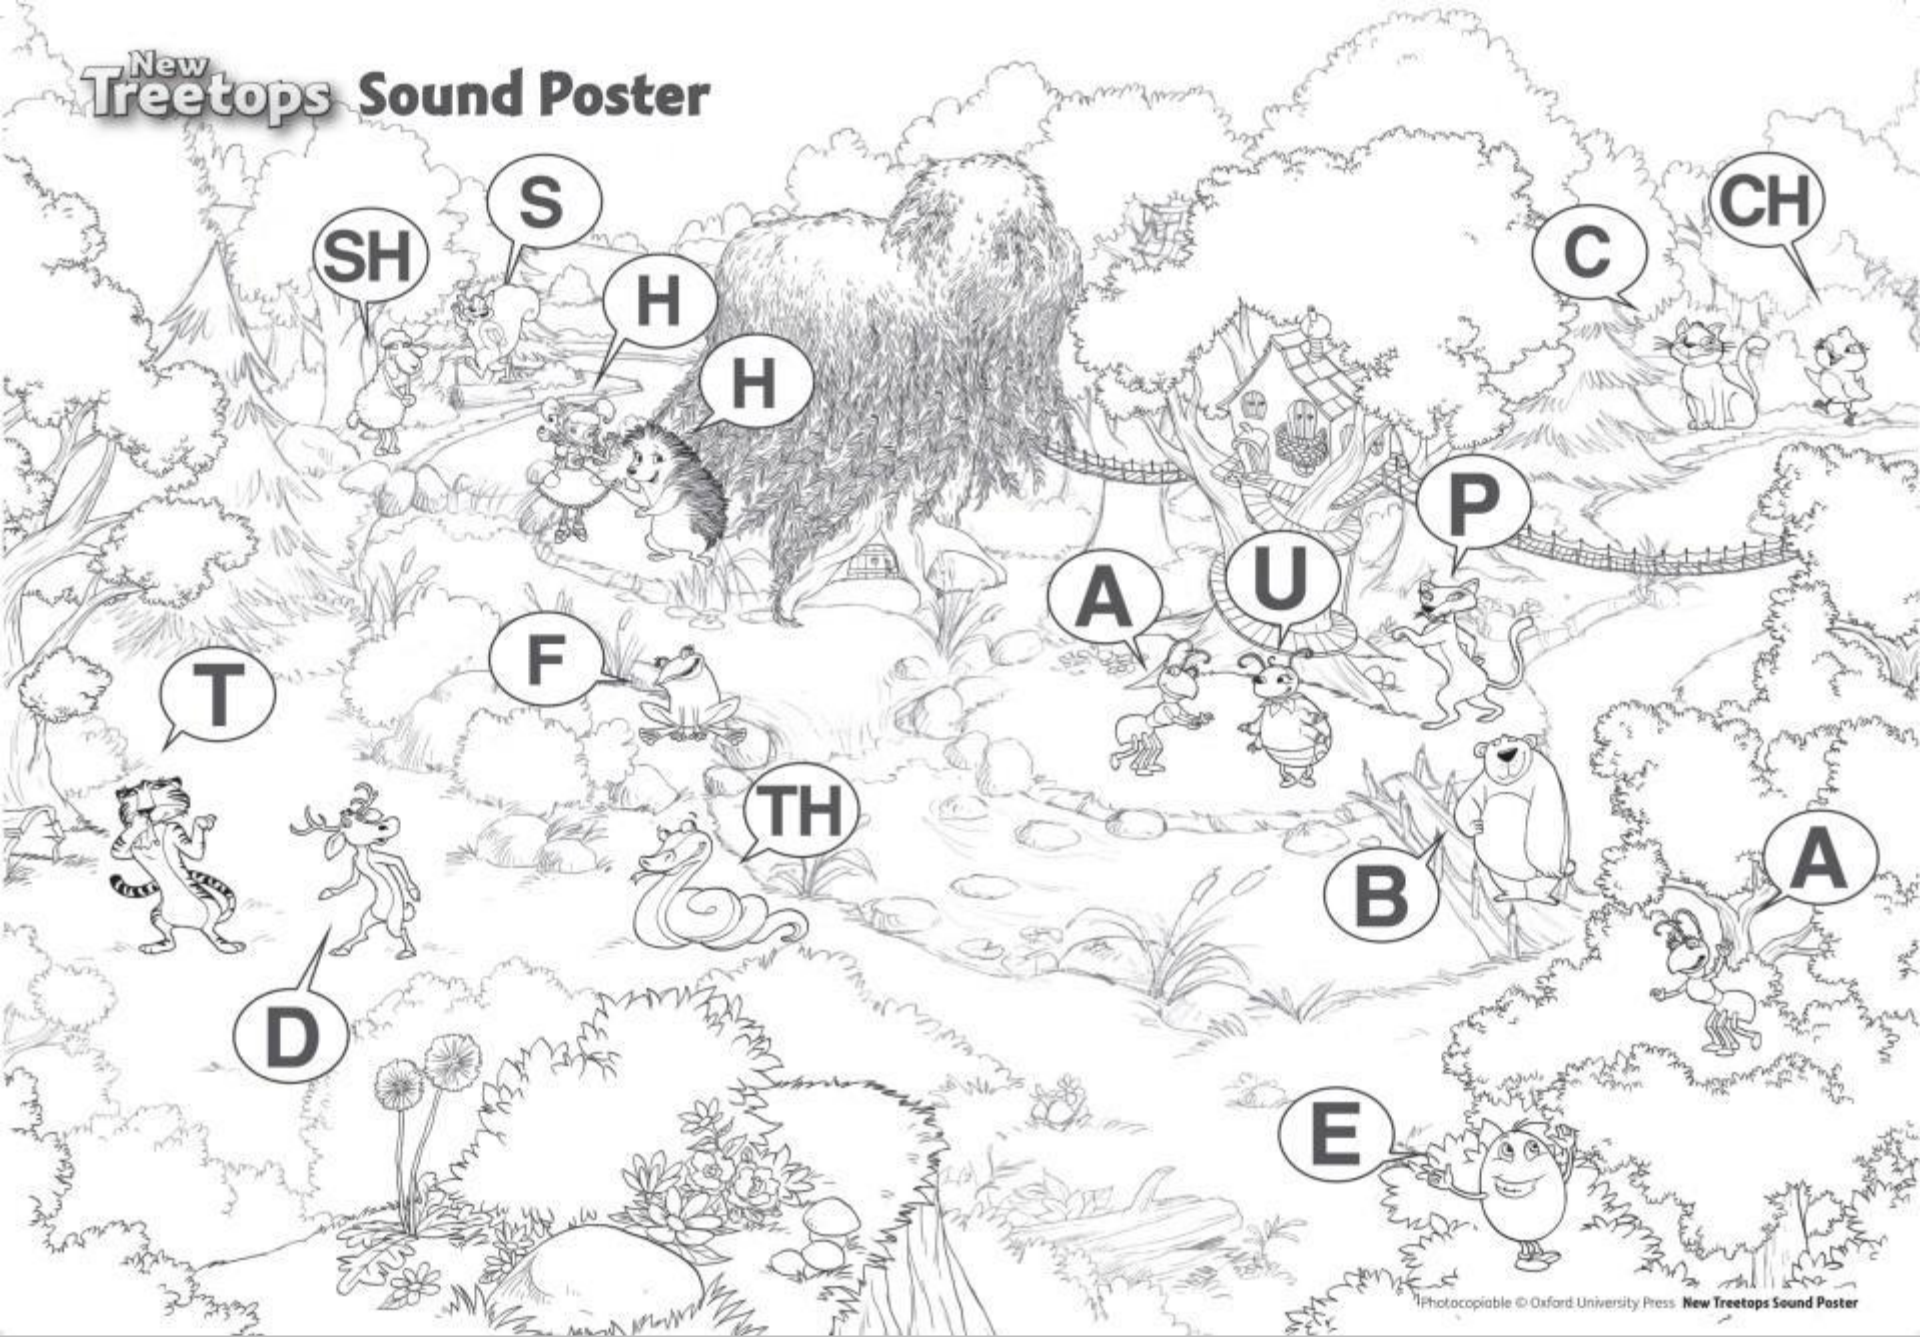 New
Treetops Sound Poster
S
CH
SH
C
H
H
P
A
U
F
T
TH
B
A
D
E
Photocopiable © Oxford University Press New Treetops Sound Poster